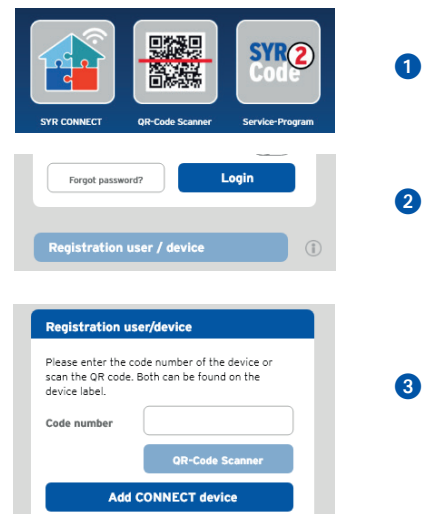 SYR 2
Code
SYR CONNECT QR-Code Scanner Service-Program
1
Forgot password? Login
2
Registration user / device
Registration user/device
Please enter the code number of the device or
scan the QR code. Both can be found on the
device label.
3
Code number
QR-Code Scanner
Add CONNECT device